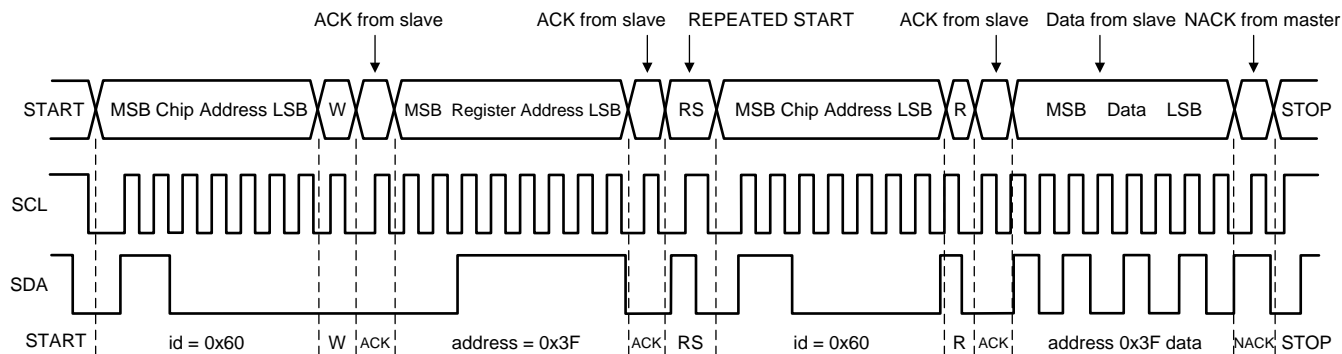 ACK from slave ACK from slave REPEATED START ACK from slave Data from slave NACK from master
START MSB Chip Address LSB W MSB Register Address LSB RS MSB Chip Address LSB R MSB Data LSB STOP
SCL
SDA
START id = 0x60 W ACK address = 0x3F ACK RS id = 0x60 R ACK address 0x3F data NACK STOP